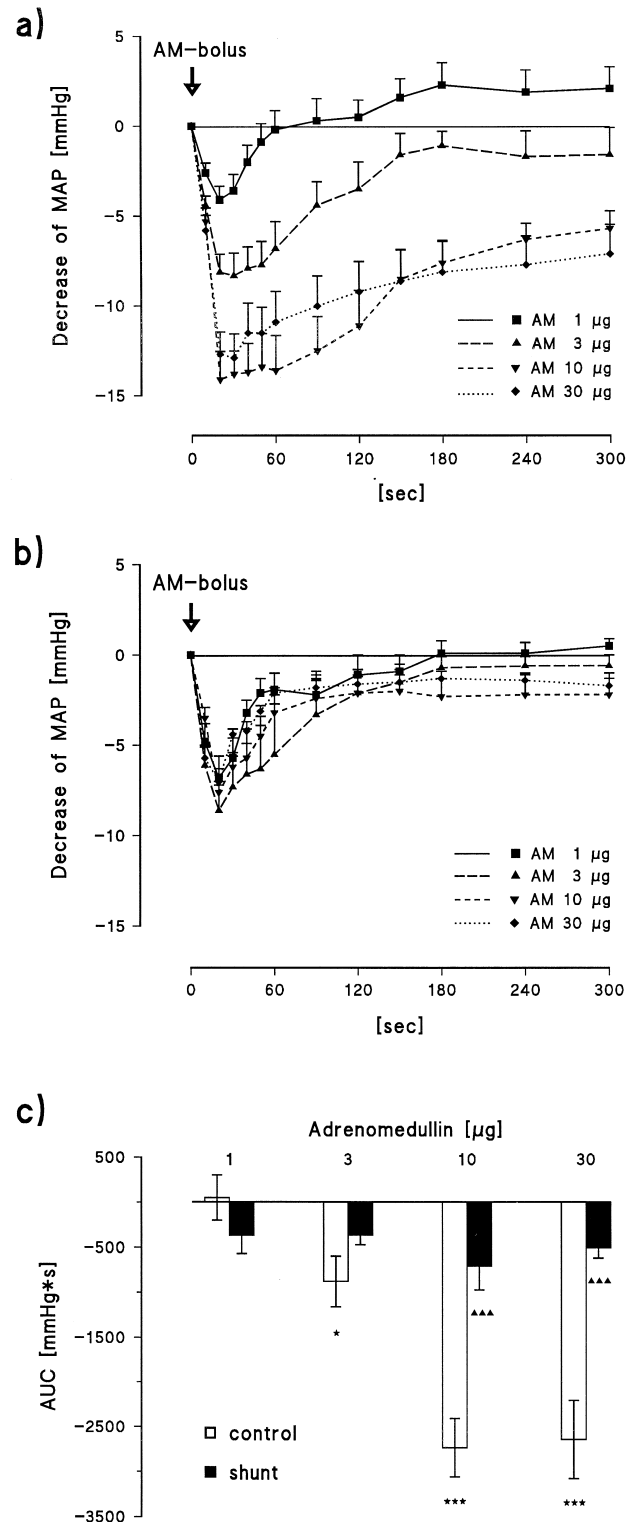 a)
5
0
−5
−10
−15
Decrease of MAP [mmHg]
AM−bolus
AM 1 µg
AM 3 µg
AM 10 µg
AM 30 µg
0 60 120 180 240 300
[sec]
b)
5
0
−5
−10
−15
Decrease of MAP [mmHg]
AM−bolus
AM 1 µg
AM 3 µg
AM 10 µg
AM 30 µg
0 60 120 180 240 300
[sec]
c)
Adrenomedullin [µg]
1 3 10 30
500
−500
−1500
−2500
−3500
AUC [mmHg*s]
control
shunt